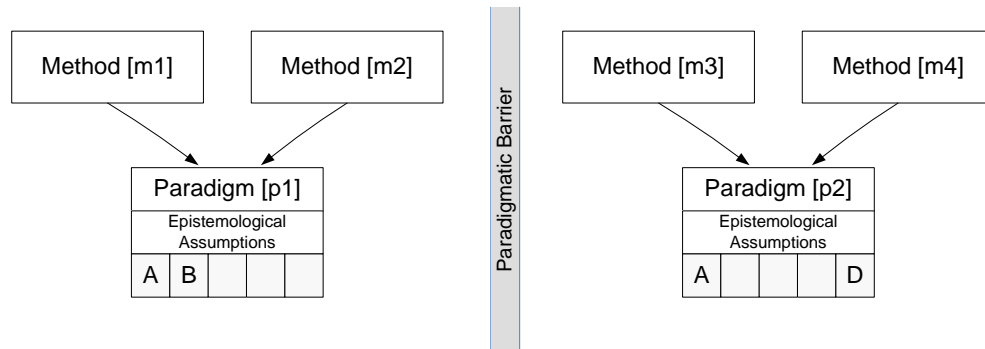 Method [m1]
Method [m2]
Paradigm [p1]
Epistemological
Assumptions
A B
Paradigmatic Barrier
Method [m3]
Method [m4]
Paradigm [p2]
Epistemological
Assumptions
A D